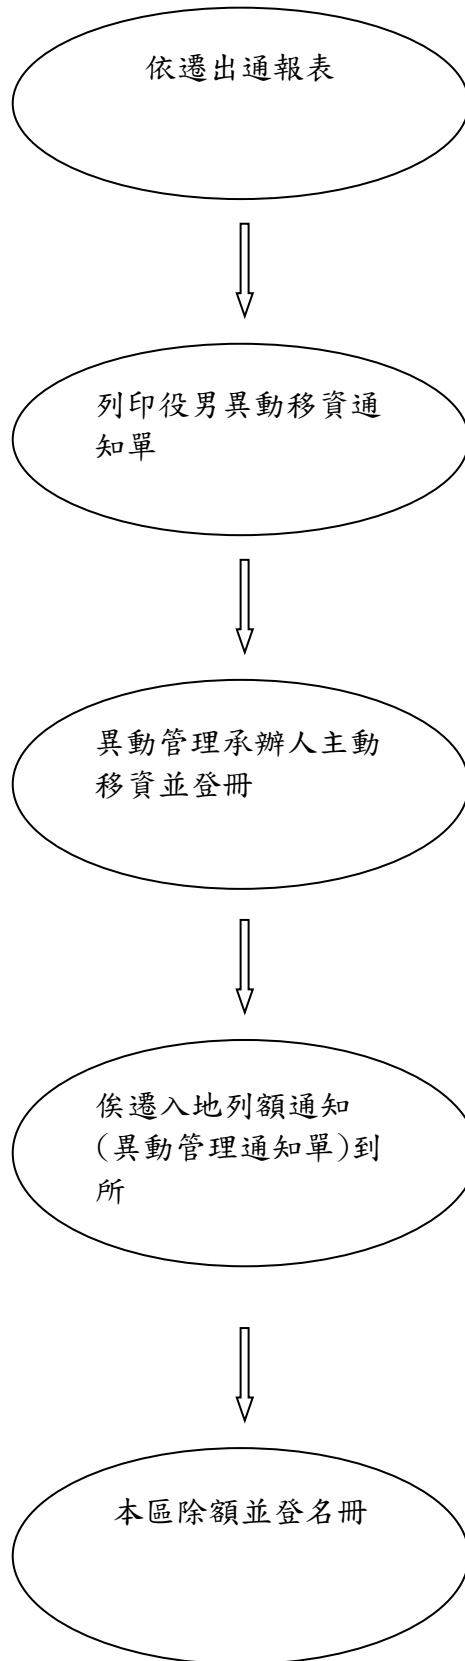 依遷出通報表
列印役男異動移資通
知單
異動管理承辦人主動
移資並登冊
俟遷入地列額通知
(異動管理通知單)到
所
本區除額並登名冊